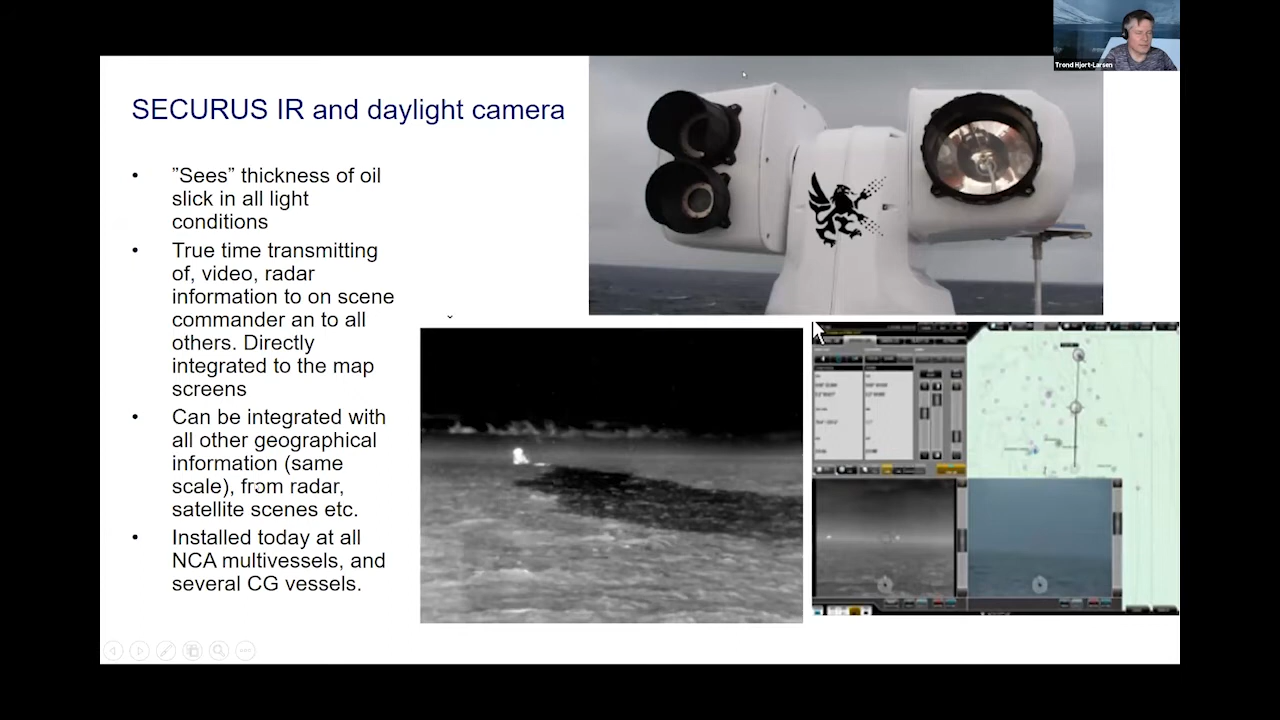 Trond Hjort-Larsen
SECURUS IR and daylight camera
• ”Sees” thickness of oil
slick in all light
conditions
• True time transmitting
of, video, radar
information to on scene
commander an to all
others. Directly
integrated to the map
screens
• Can be integrated with
all other geographical
information (same
scale), from radar,
satellite scenes etc.
• Installed today at all
NCA multivessels, and
several CG vessels.